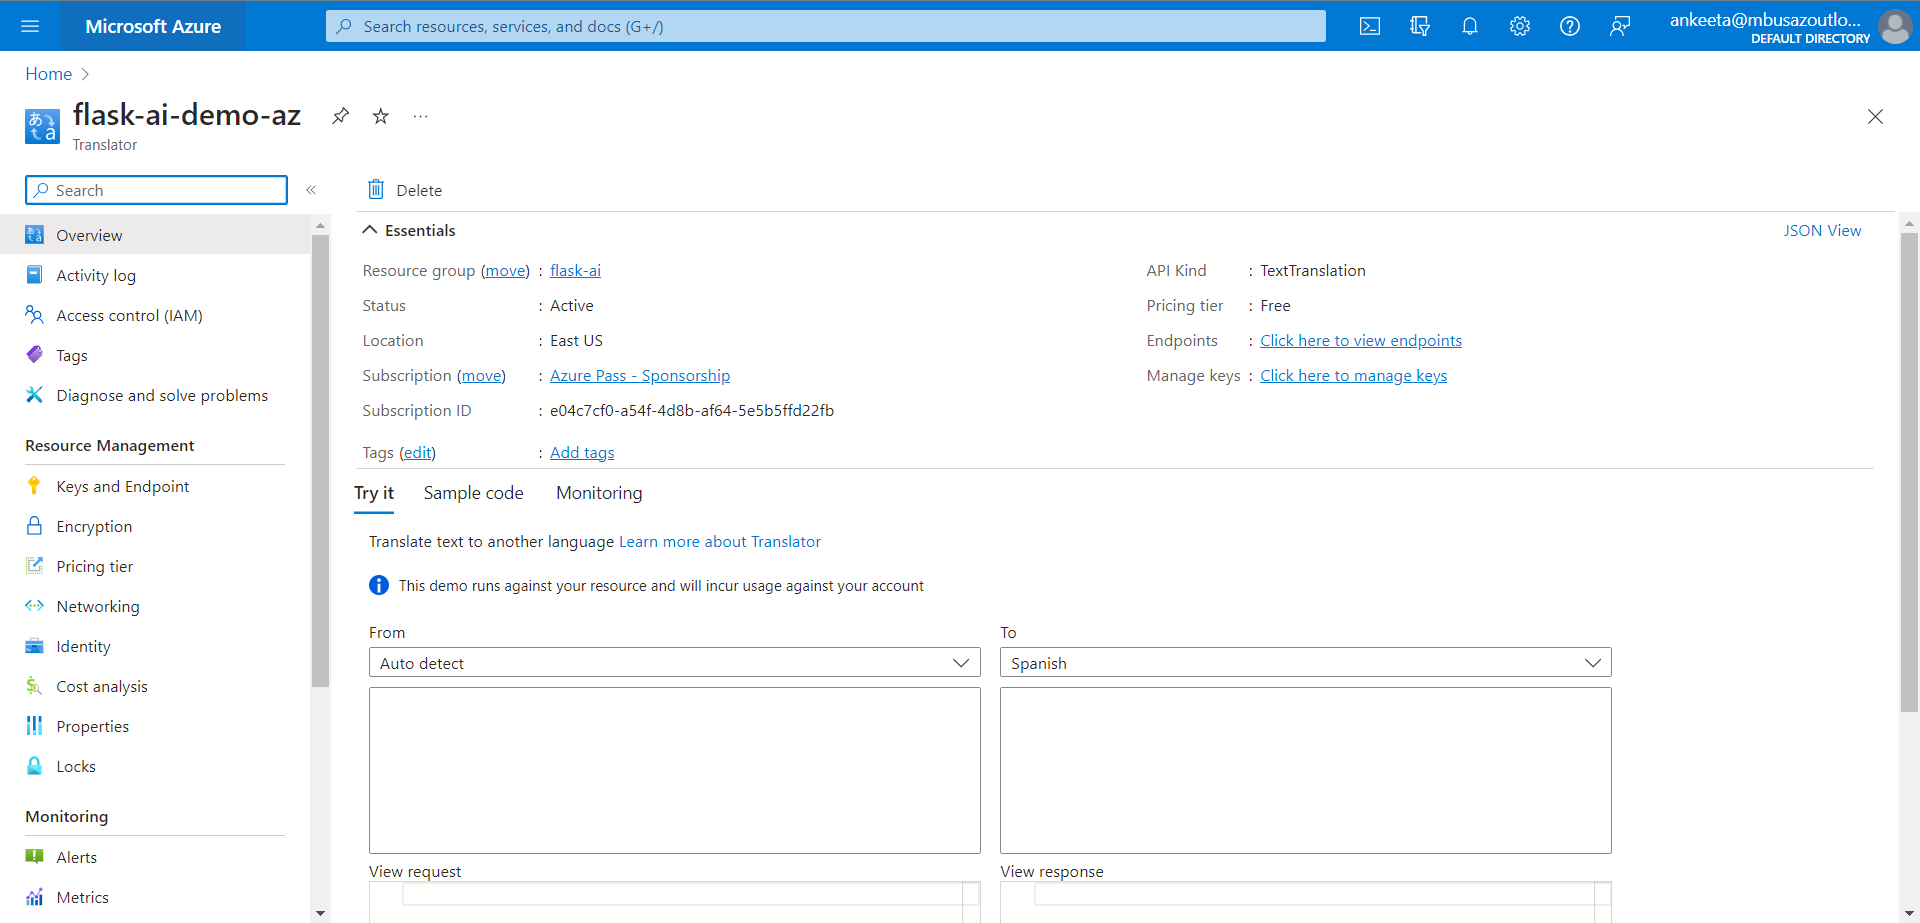 Microsoft Azure
Search resources, services, and docs (G+/)
ankeeta@mbusazoutlo...
DEFAULT DIRECTORY
Home
flask-ai-demo-az
Translator
Search
Delete
Overview
Activity log
Access control (IAM)
Tags
Diagnose and solve problems
Resource Management
Keys and Endpoint
Encryption
Pricing tier
Networking
Identity
Cost analysis
Properties
Locks
Monitoring
Alerts
Metrics
Essentials
JSON View
Resource group (move) : flask-ai
Status : Active
Location : East US
Subscription (move) : Azure Pass - Sponsorship
Subscription ID : e04c7cf0-a54f-4d8b-af64-5e5b5ffd22fb
Tags (edit) : Add tags
API Kind : TextTranslation
Pricing tier : Free
Endpoints : Click here to view endpoints
Manage keys : Click here to manage keys
Try it Sample code Monitoring
Translate text to another language Learn more about Translator
This demo runs against your resource and will incur usage against your account
From
Auto detect
To
Spanish
View request
View response